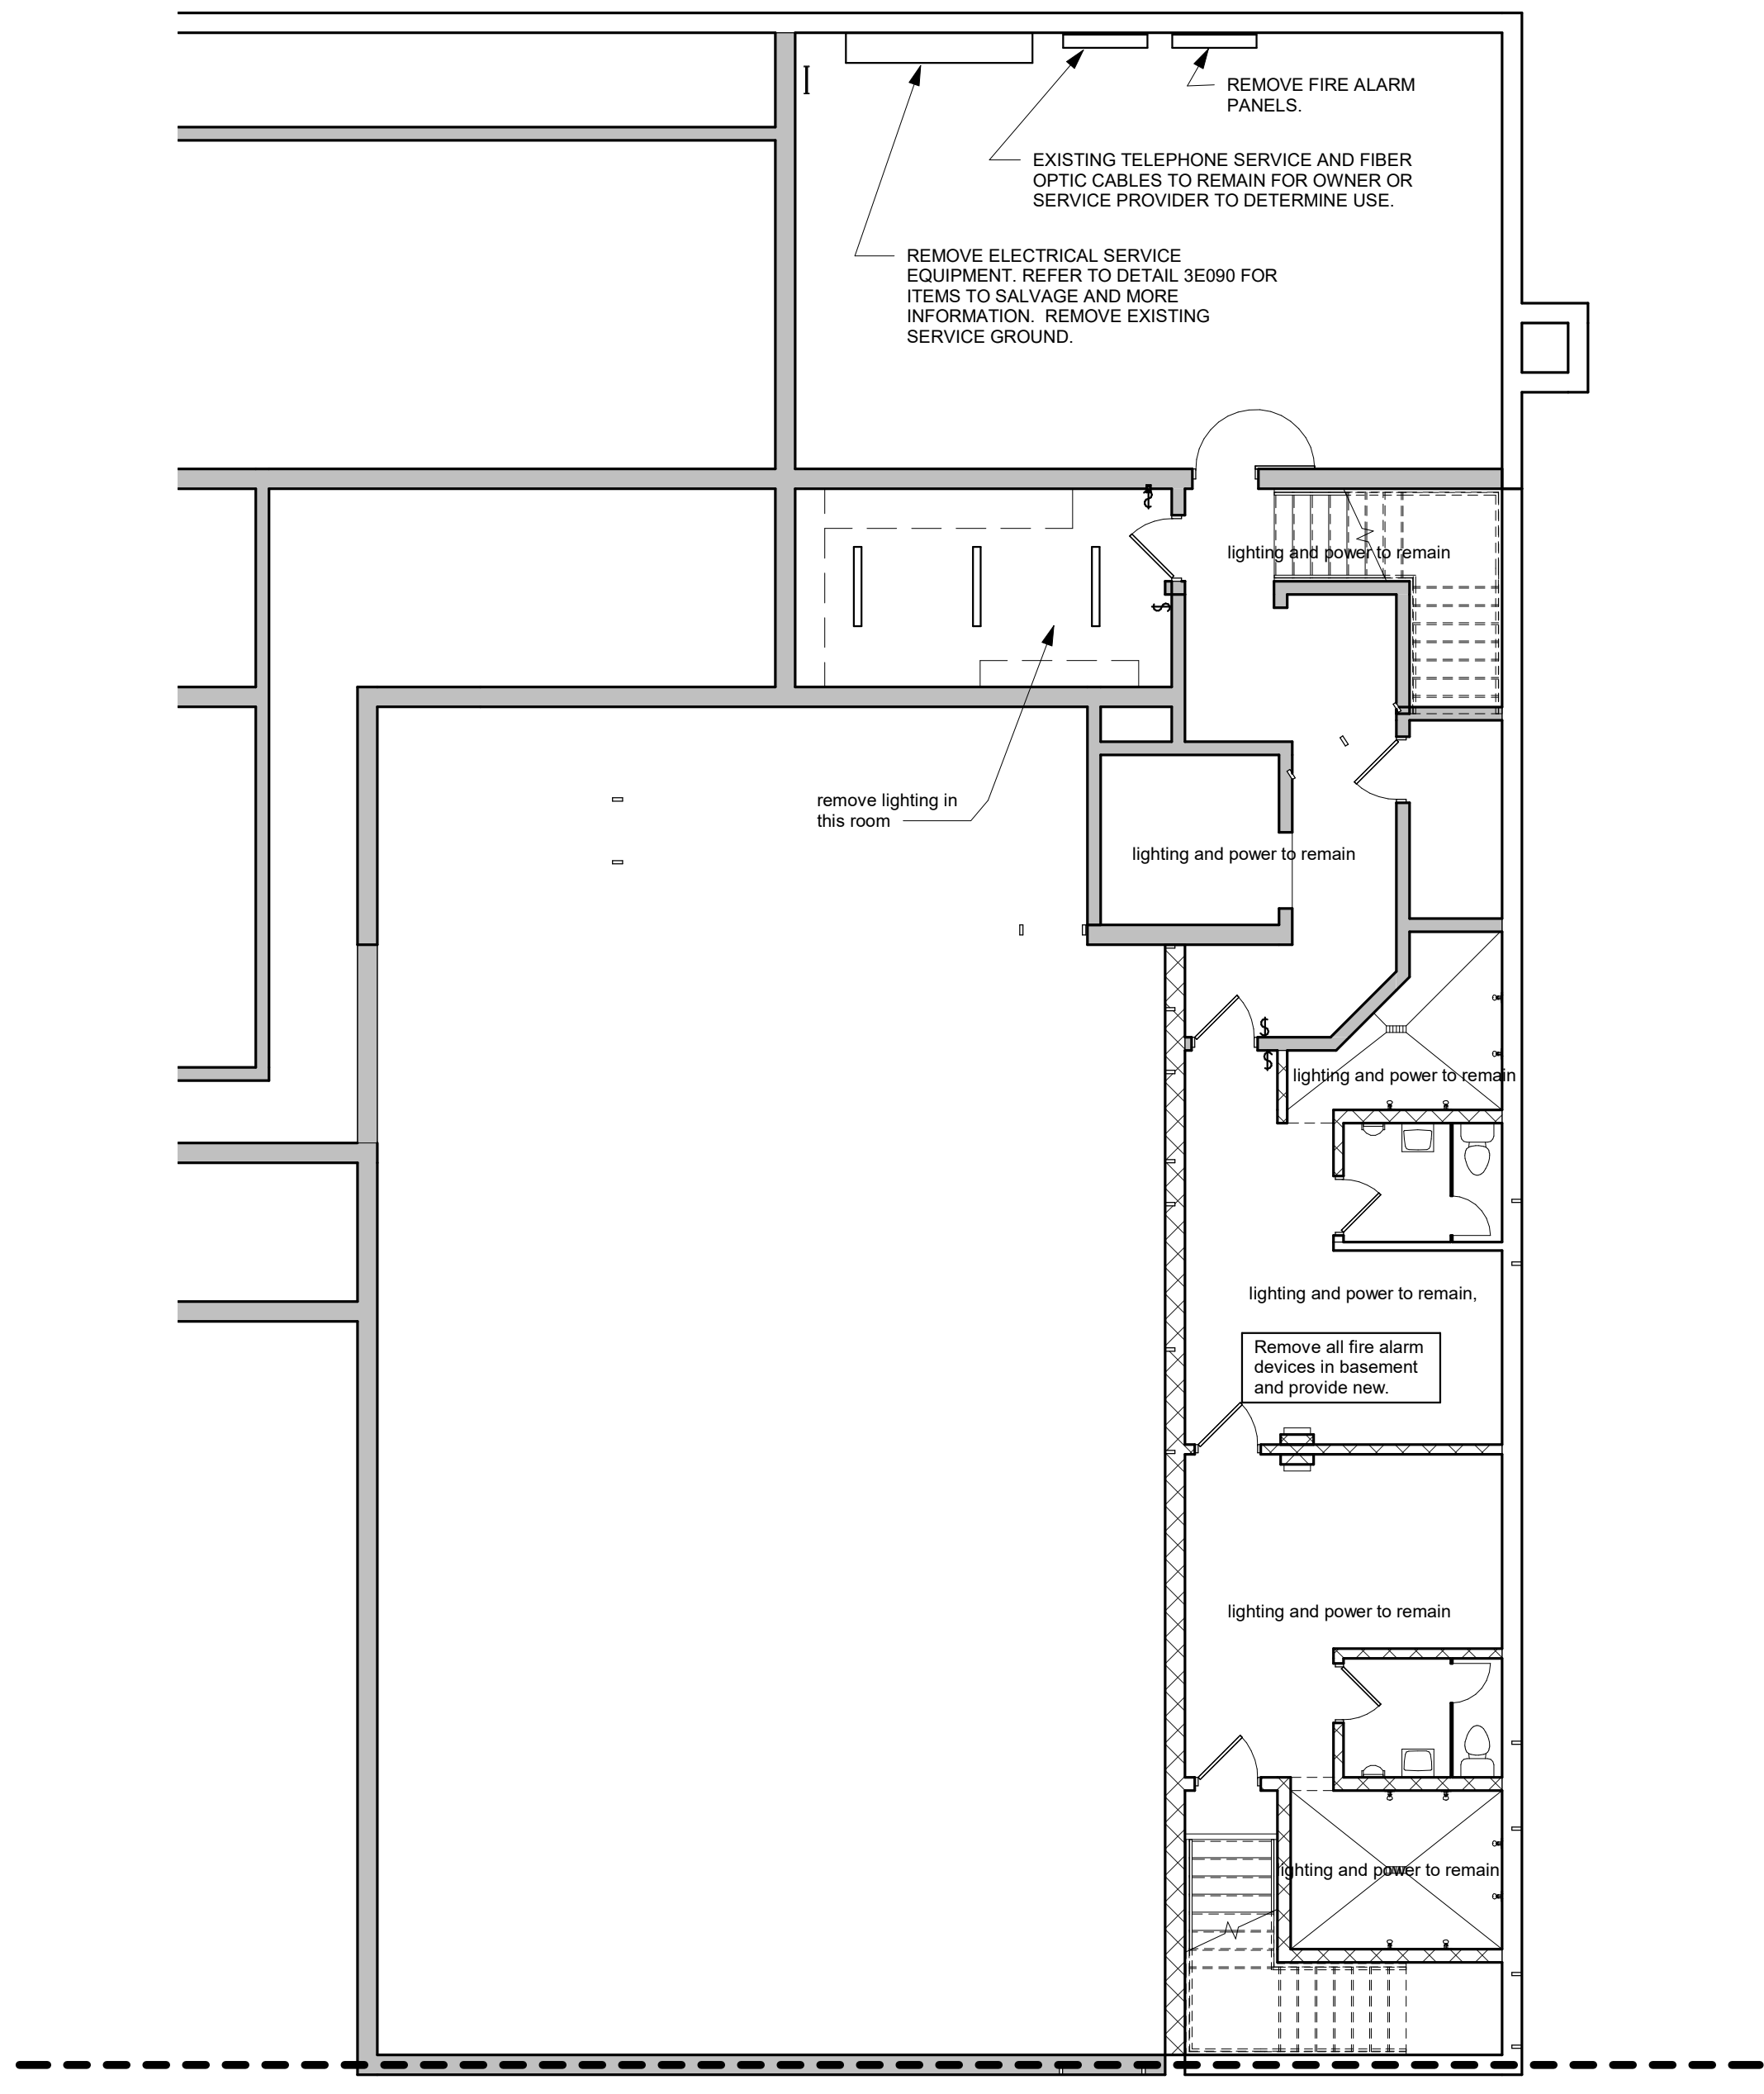 REMOVE FIRE ALARM
PANELS.
EXISTING TELEPHONE SERVICE AND FIBER
OPTIC CABLES TO REMAIN FOR OWNER OR
SERVICE PROVIDER TO DETERMINE USE.
REMOVE ELECTRICAL SERVICE
EQUIPMENT. REFER TO DETAIL 3E090 FOR
ITEMS TO SALVAGE AND MORE
INFORMATION.  REMOVE EXISTING
SERVICE GROUND.
$
lighting and power to remain
$
remove lighting in
this room
lighting and power to remain
$
$
lighting and power to remain
lighting and power to remain,
Remove all fire alarm
devices in basement
and provide new.
lighting and power to remain
lighting and power to remain